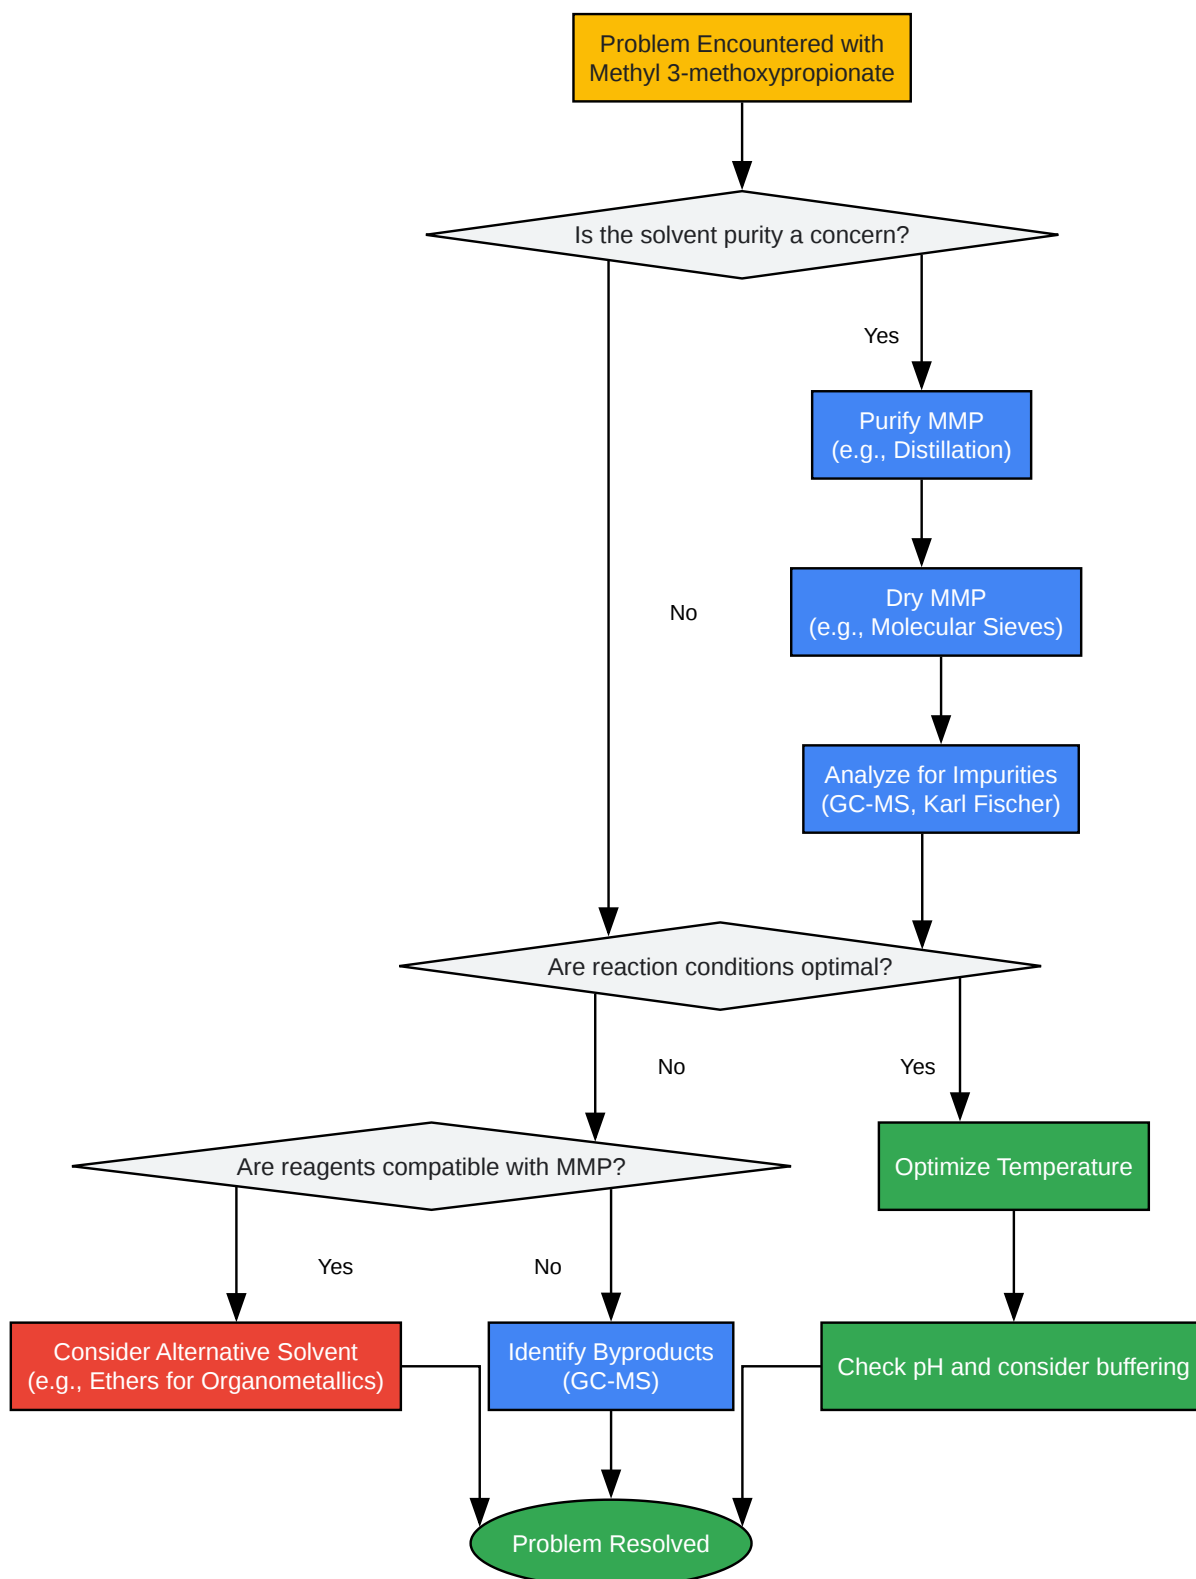 Problem Encountered with
Methyl 3-methoxypropionate
Is the solvent purity a concern?
Yes
Purify MMP
(e.g., Distillation)
Dry MMP
(e.g., Molecular Sieves)
No
Analyze for Impurities
(GC-MS, Karl Fischer)
Are reaction conditions optimal?
No
Yes
Are reagents compatible with MMP?
Optimize Temperature
Yes
No
Consider Alternative Solvent
(e.g., Ethers for Organometallics)
Identify Byproducts
(GC-MS)
Check pH and consider buffering
Problem Resolved